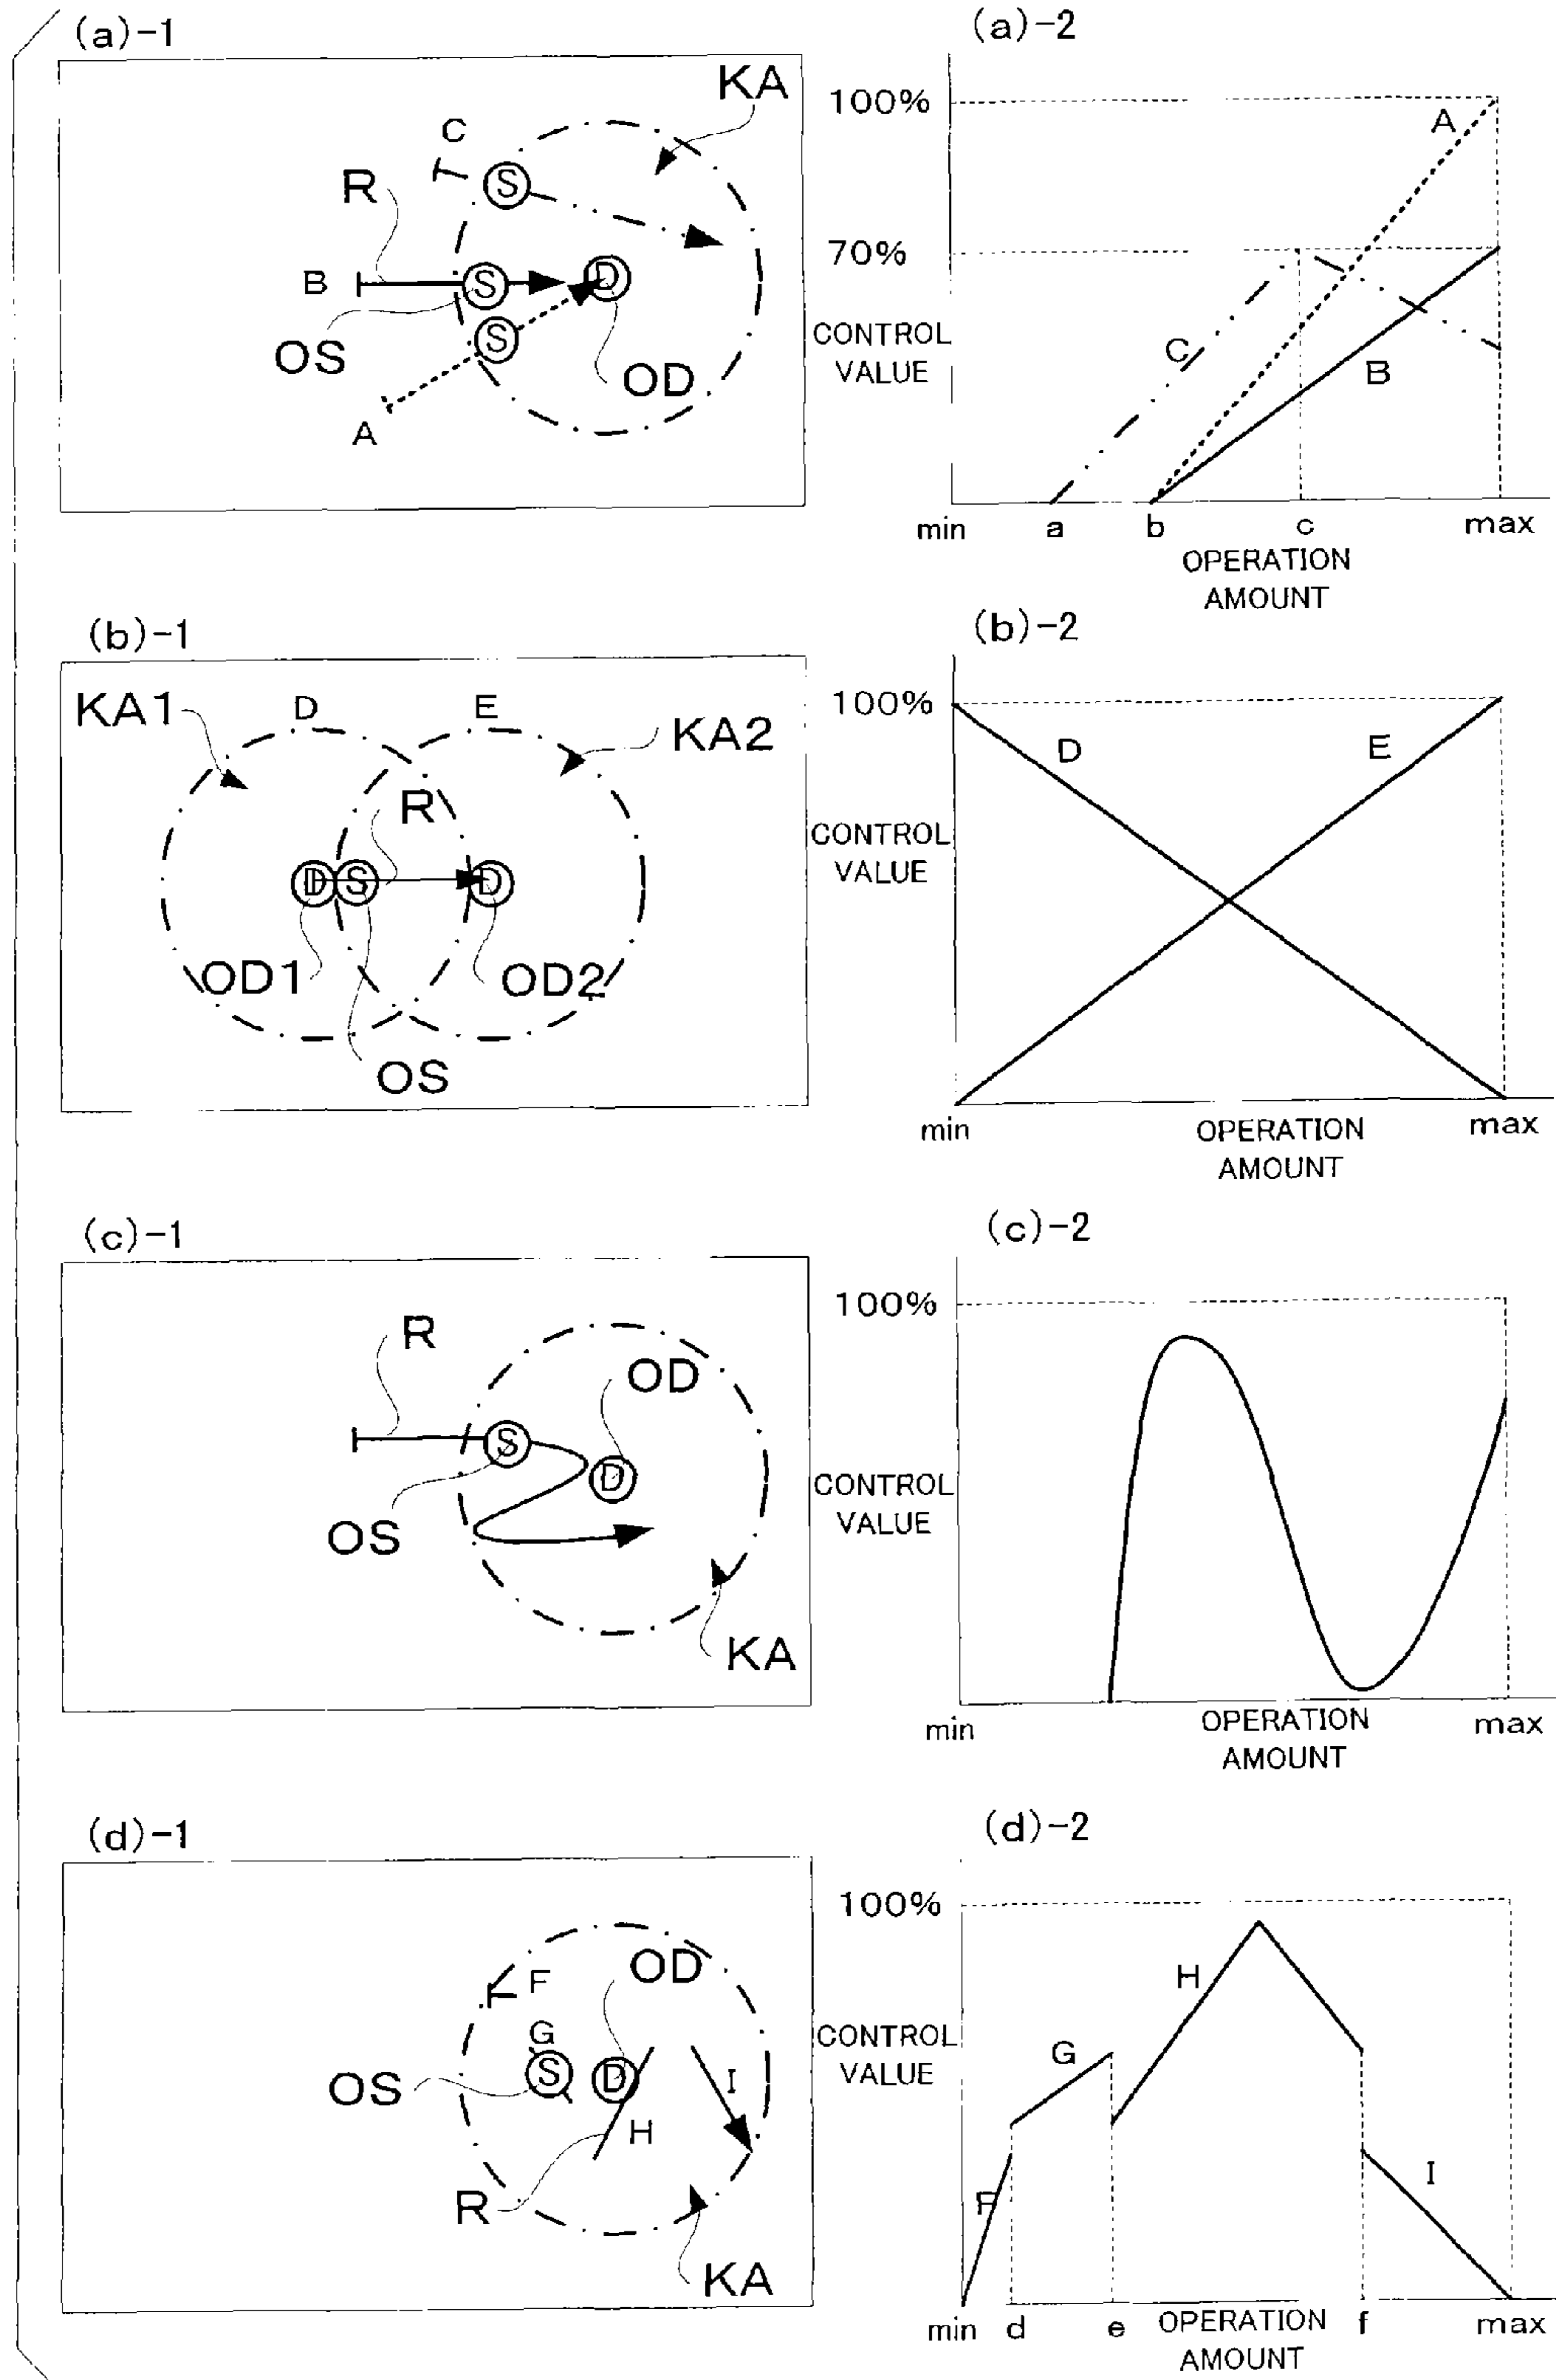 (a)-1
KA
C
S
R
B
S
D
OS
S
OD
A
(a)-2
100%
A
70%
CONTROL
VALUE
C
B
min
a
b
c
max
OPERATION
AMOUNT
(b)-1
KA1
D
E
KA2
R
D
S
D
OD1
OD2
OS
(b)-2
100%
D
E
CONTROL
VALUE
min
OPERATION
AMOUNT
max
(c)-1
R
OD
S
D
OS
KA
(c)-2
100%
CONTROL
VALUE
min
OPERATION
AMOUNT
max
(d)-1
F
OD
G
S
D
OS
I
H
R
KA
(d)-2
100%
H
CONTROL
VALUE
G
I
F
min
d
e
OPERATION
AMOUNT
f
max